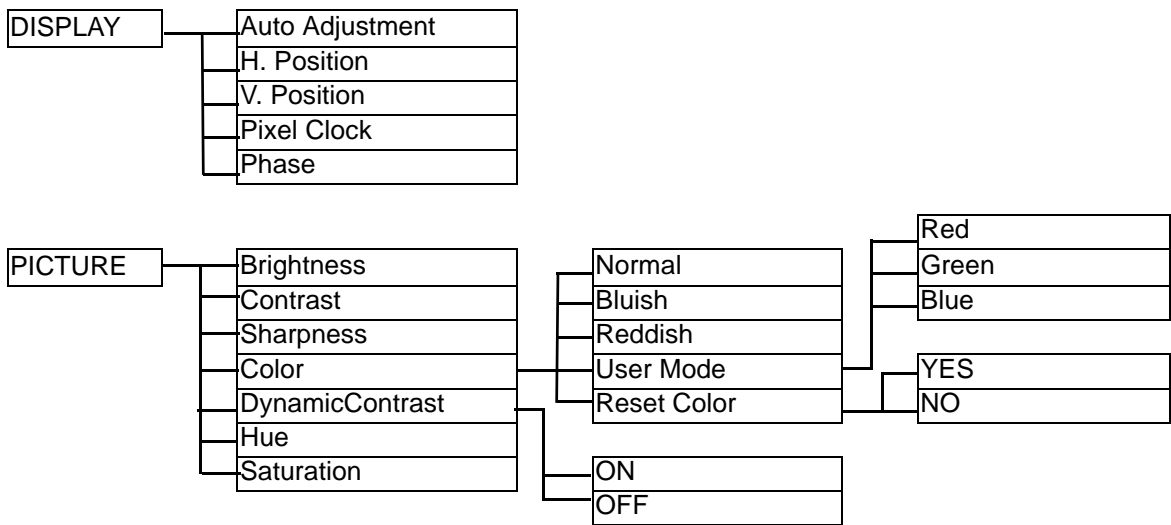 DISPLAY
Auto Adjustment
H. Position
V. Position
Pixel Clock
Phase
PICTURE
Brightness
Contrast
Sharpness
Color
DynamicContrast
Hue
Saturation
Normal
Bluish
Reddish
User Mode
Reset Color
Red
Green
Blue
YES
NO
ON
OFF